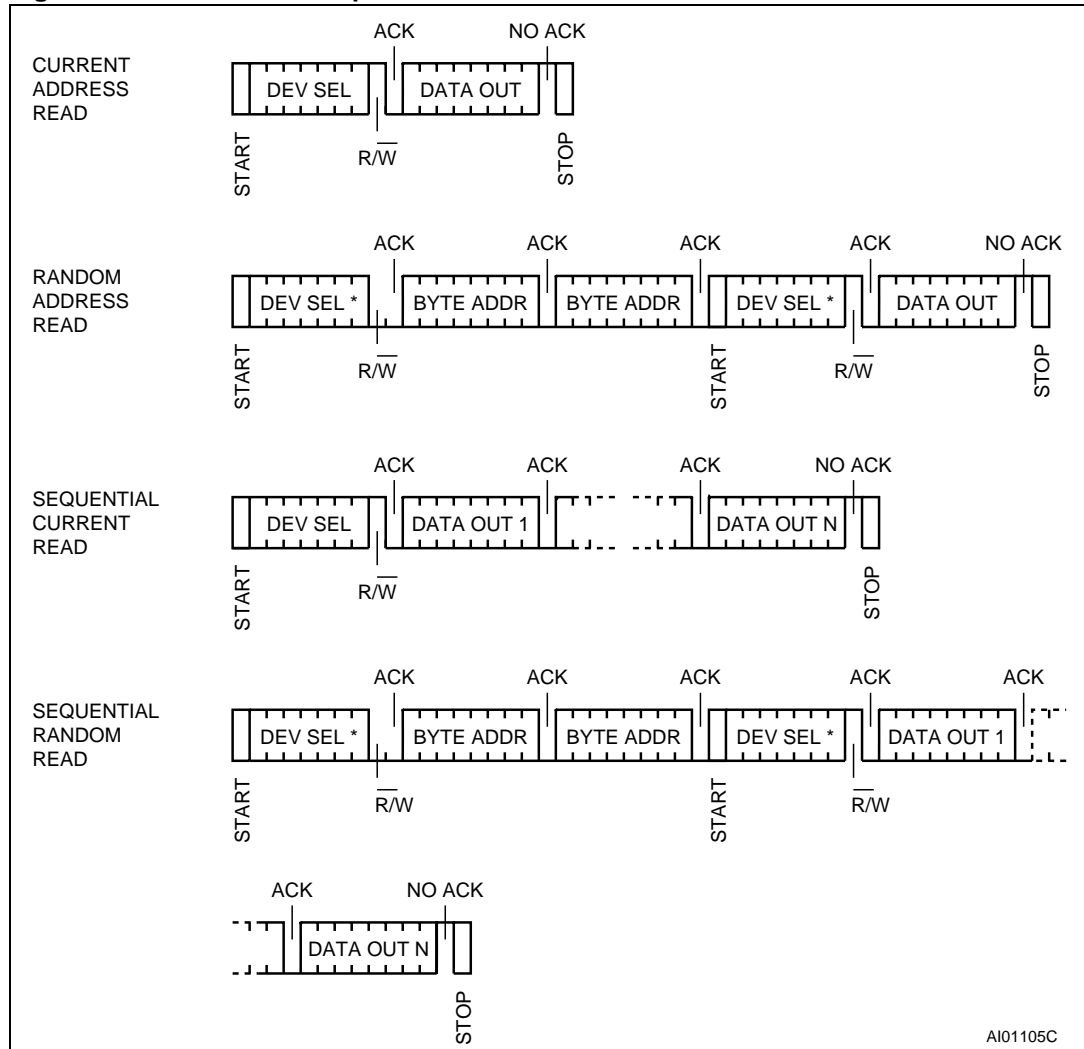 ACK NO ACK
CURRENT
ADDRESS
READ
DEV SEL DATA OUT
START R/W̅ STOP
ACK ACK ACK ACK NO ACK
RANDOM
ADDRESS
READ
DEV SEL * BYTE ADDR BYTE ADDR DEV SEL * DATA OUT
START R/W̅ START R/W̅ STOP
ACK ACK ACK NO ACK
SEQUENTIAL
CURRENT
READ
DEV SEL DATA OUT 1 DATA OUT N
START R/W̅ STOP
ACK ACK ACK ACK ACK
SEQUENTIAL
RANDOM
READ
DEV SEL * BYTE ADDR BYTE ADDR DEV SEL * DATA OUT 1
START R̅/W START R̅/W
ACK NO ACK
DATA OUT N
STOP
AI01105C